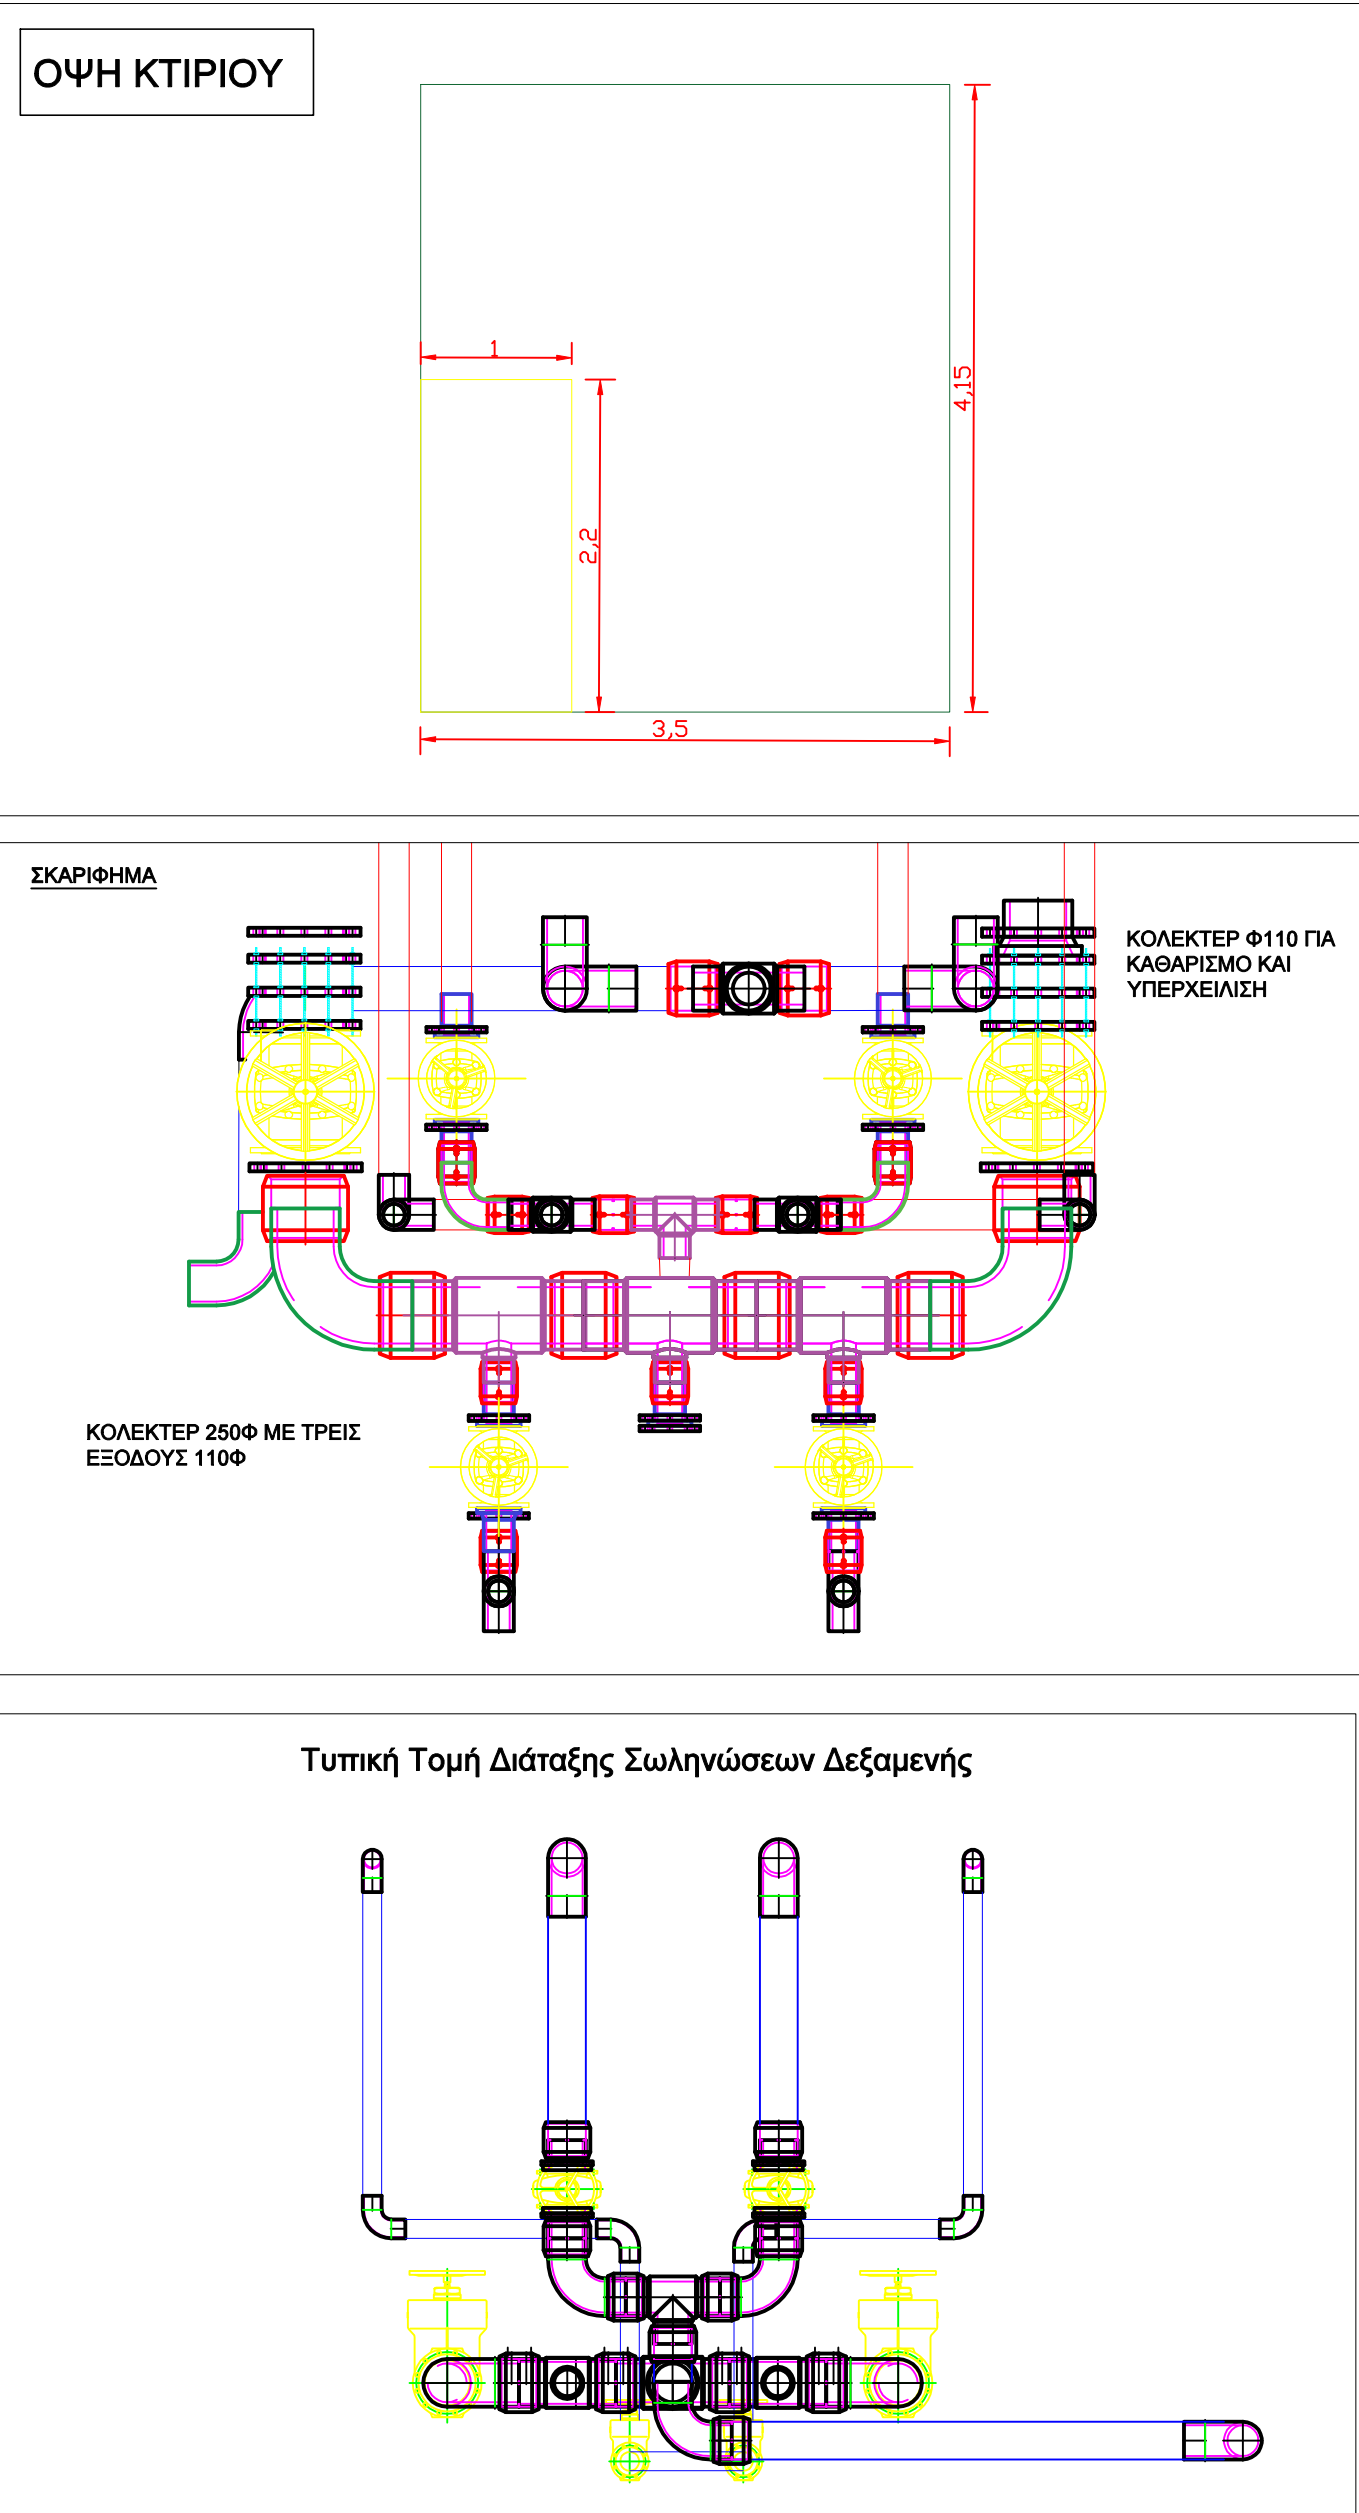 ΟΨΗ ΚΤΙΡΙΟΥ
1
4,15
2,2
3,5
ΣΚΑΡΙΦΗΜΑ
ΚΟΛΕΚΤΕΡ Φ110 ΓΙΑ
ΚΑΘΑΡΙΣΜΟ ΚΑΙ
ΥΠΕΡΧΕΙΛΙΣΗ
ΚΟΛΕΚΤΕΡ 250Φ ΜΕ ΤΡΕΙΣ
ΕΞΟΔΟΥΣ 110Φ
Τυπική Τομή Διάταξης Σωληνώσεων Δεξαμενής